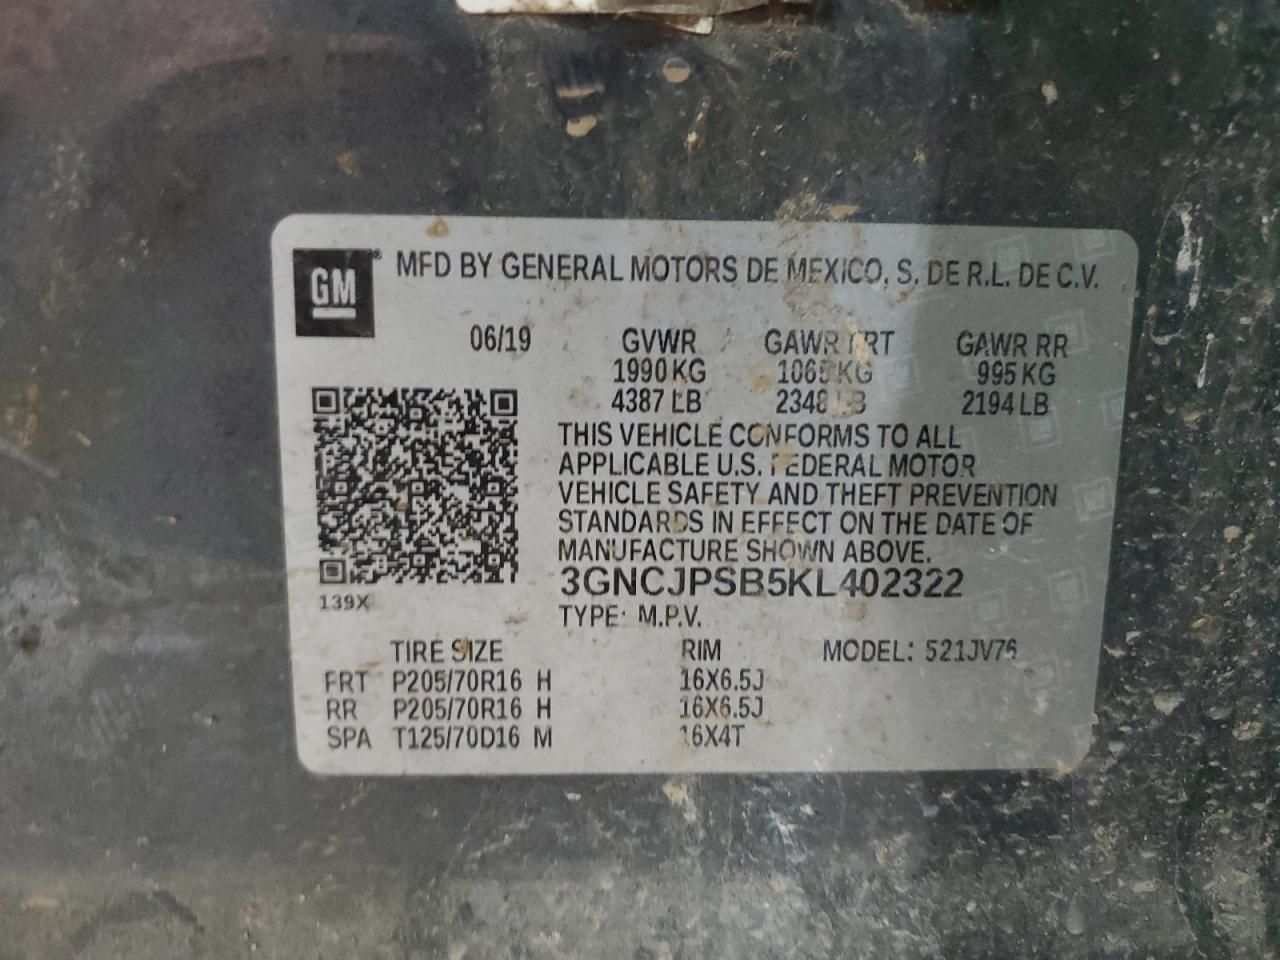 GM
MFD BY GENERAL MOTORS DE MEXICO, S. DE R.L. DE C.V.
06/19 GVWR GAWR FRT GAWR RR
1990 KG 1065 KG 995 KG
4387 LB 2348 LB 2194 LB
THIS VEHICLE CONFORMS TO ALL
APPLICABLE U.S. FEDERAL MOTOR
VEHICLE SAFETY AND THEFT PREVENTION
STANDARDS IN EFFECT ON THE DATE OF
MANUFACTURE SHOWN ABOVE.
3GNCJPSB5KL402322
139X
TYPE: M.P.V.
TIRE SIZE RIM MODEL: 521JV76
FRT P205/70R16 H 16X6.5J
RR P205/70R16 H 16X6.5J
SPA T125/70D16 M 16X4T